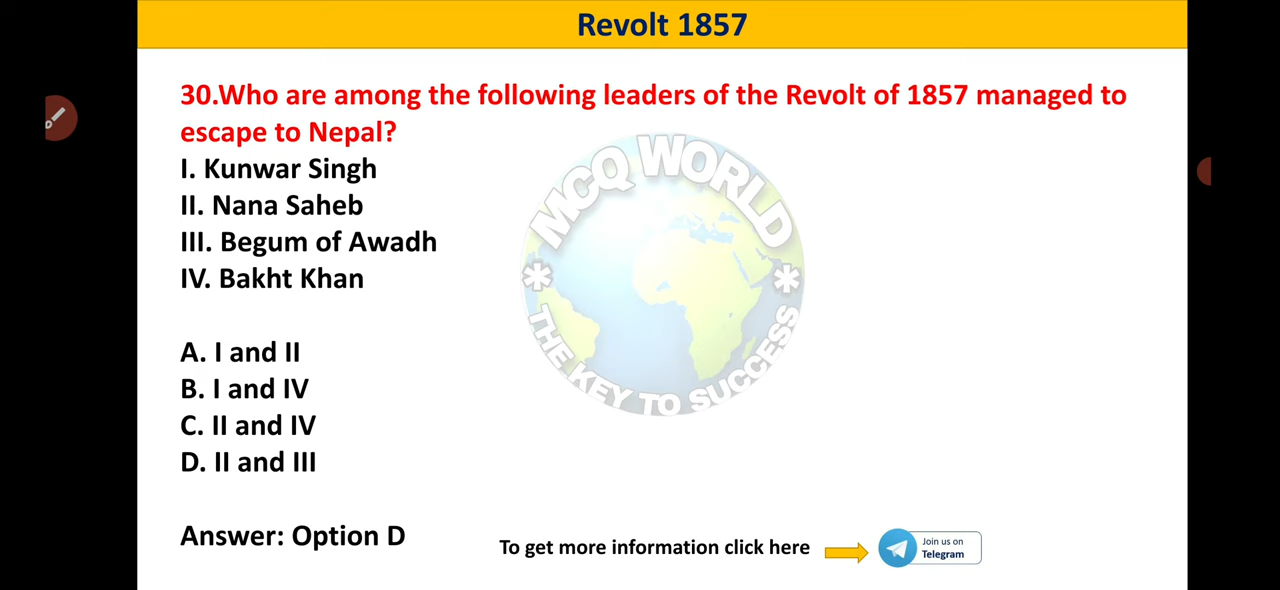 Revolt 1857
30.Who are among the following leaders of the Revolt of 1857 managed to
escape to Nepal?
I. Kunwar Singh
II. Nana Saheb
III. Begum of Awadh
IV. Bakht Khan
MCQ WORLD
* THE KEY TO SUCCESS *
A. I and II
B. I and IV
C. II and IV
D. II and III
Answer: Option D
To get more information click here
Join us on
Telegram